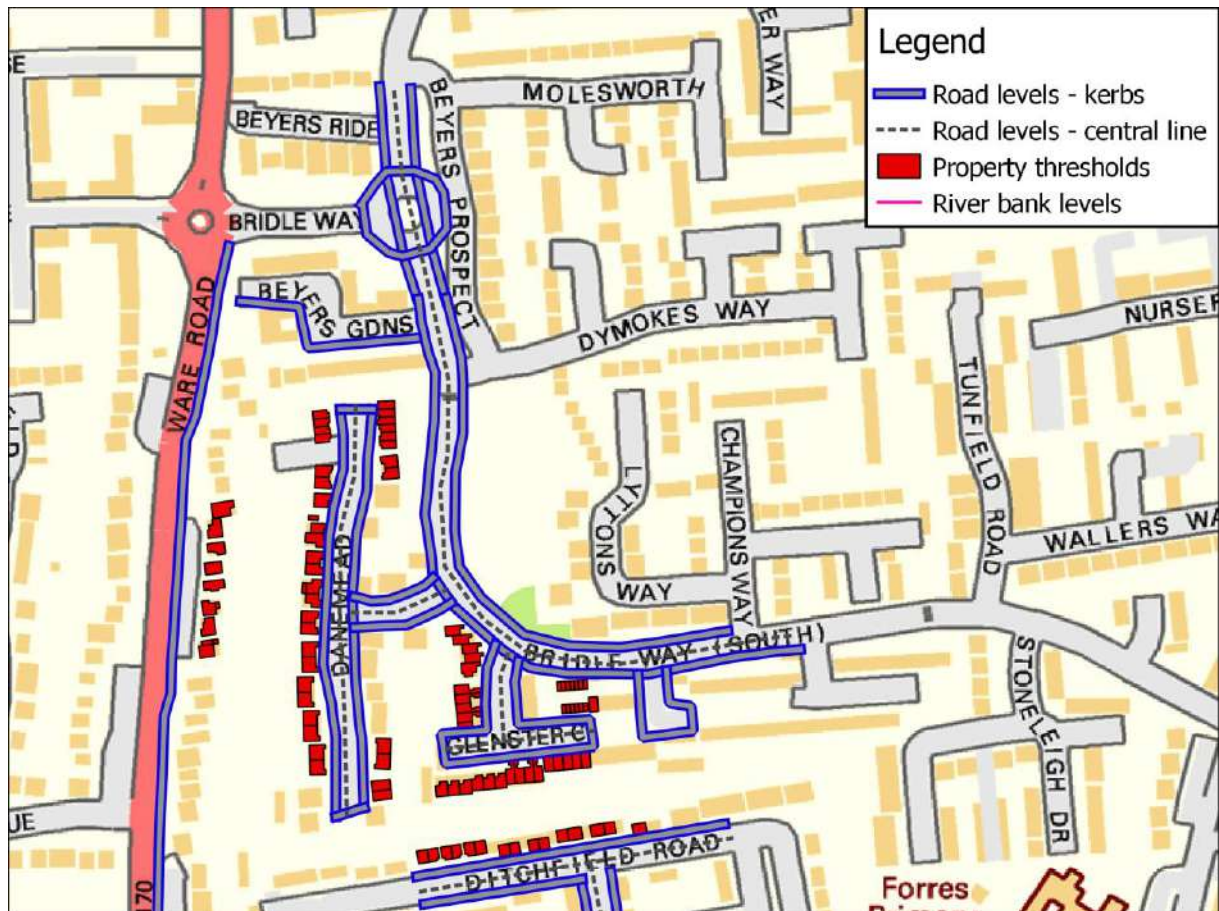 Legend
Road levels - kerbs
Road levels - central line
Property thresholds
River bank levels
SE
ER WAY
MOLESWORTH
BEYERS RIDE
BEYERS PROSPECT
BRIDLE WAY
BEYERS GDNS
DYMOKES WAY
NURSER
WARE ROAD
TUNFIELD ROAD
CHAMPIONS WAY
LYTTONS WAY
WALLERS WA
DANEMEAD
BRIDLE WAY (SOUTH)
STONELEIGH DR
GLENSTER C
UE
DITCHFIELD ROAD
170
Forres